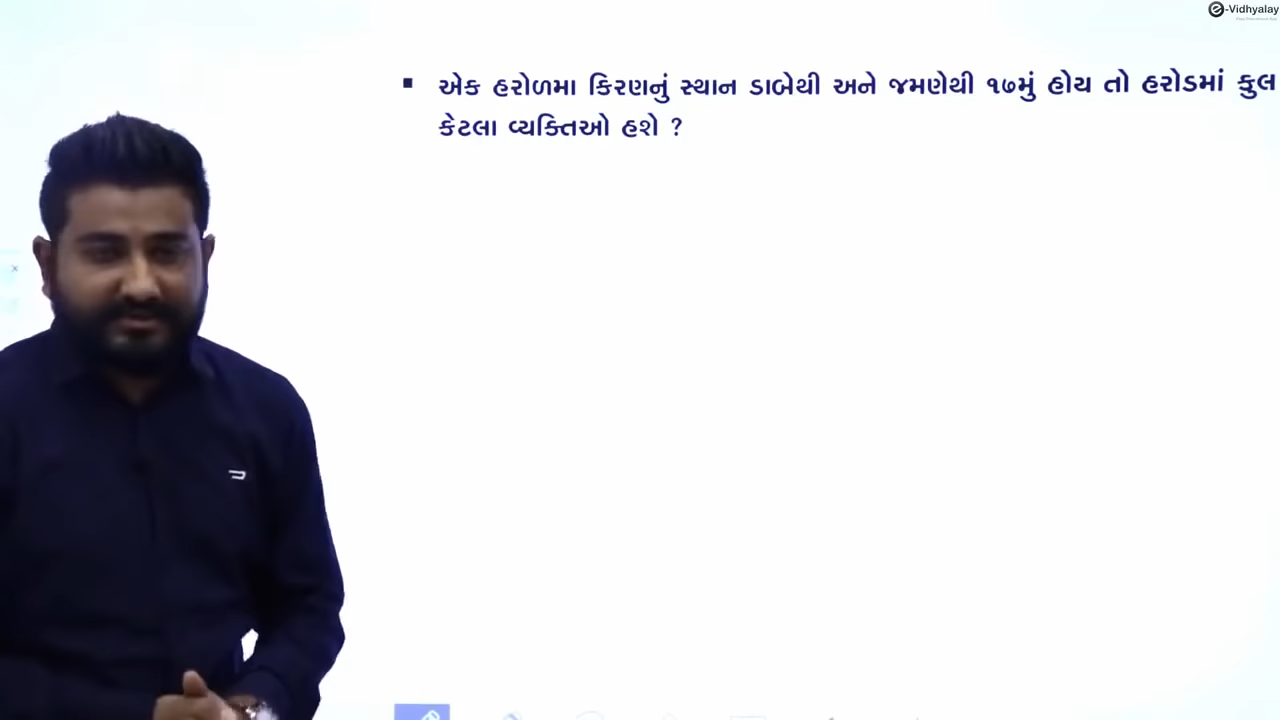 e-Vidhyalay
એક હરોળમા કિરણનું સ્થાન ડાબેથી અને જમણેથી ૧૭મું હોય તો હરોડમાં કુલ
કેટલા વ્યક્તિઓ હશે ?